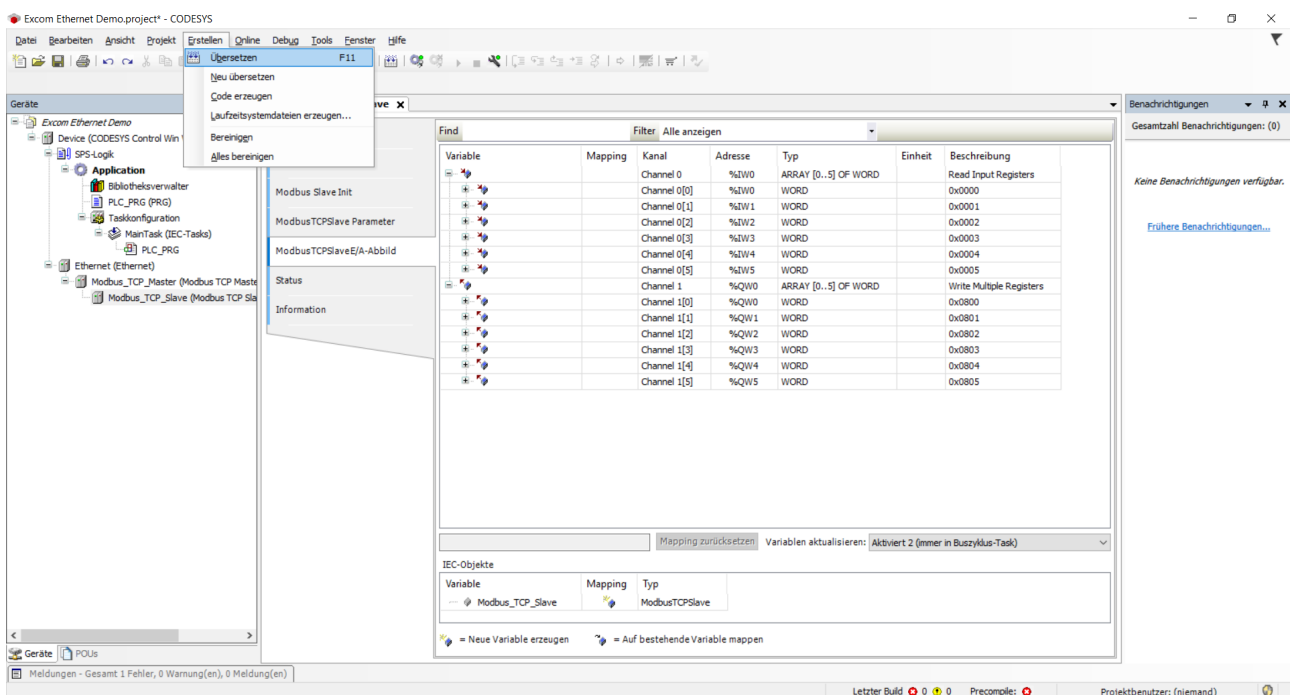 Excom Ethernet Demo.project* - CODESYS
Datei Bearbeiten Ansicht Projekt Erstellen Online Debug Tools Fenster Hilfe
Übersetzen F11
Neu übersetzen
Code erzeugen
Laufzeitsystemdateien erzeugen...
Bereinigen
Alles bereinigen
Geräte
Excom Ethernet Demo
Device (CODESYS Control Win
SPS-Logik
Application
Bibliotheksverwalter
PLC_PRG (PRG)
Taskkonfiguration
MainTask (IEC-Tasks)
PLC_PRG
Ethernet (Ethernet)
Modbus_TCP_Master (Modbus TCP Maste
Modbus_TCP_Slave (Modbus TCP Sla
Geräte POUs
ave X
Modbus Slave Init
ModbusTCPSlave Parameter
ModbusTCPSlaveE/A-Abbild
Status
Information
Find Filter Alle anzeigen
Variable Mapping Kanal Adresse Typ Einheit Beschreibung
Channel 0 %IW0 ARRAY [0..5] OF WORD Read Input Registers
Channel 0[0] %IW0 WORD 0x0000
Channel 0[1] %IW1 WORD 0x0001
Channel 0[2] %IW2 WORD 0x0002
Channel 0[3] %IW3 WORD 0x0003
Channel 0[4] %IW4 WORD 0x0004
Channel 0[5] %IW5 WORD 0x0005
Channel 1 %QW0 ARRAY [0..5] OF WORD Write Multiple Registers
Channel 1[0] %QW0 WORD 0x0800
Channel 1[1] %QW1 WORD 0x0801
Channel 1[2] %QW2 WORD 0x0802
Channel 1[3] %QW3 WORD 0x0803
Channel 1[4] %QW4 WORD 0x0804
Channel 1[5] %QW5 WORD 0x0805
Mapping zurücksetzen Variablen aktualisieren: Aktiviert 2 (immer in Buszyklus-Task)
IEC-Objekte
Variable Mapping Typ
Modbus_TCP_Slave ModbusTCPSlave
= Neue Variable erzeugen = Auf bestehende Variable mappen
Benachrichtigungen
Gesamtzahl Benachrichtigungen: (0)
Keine Benachrichtigungen verfügbar.
Frühere Benachrichtigungen...
Meldungen - Gesamt 1 Fehler, 0 Warnung(en), 0 Meldung(en)
Letzter Build 0 0 Precompile: Projektbenutzer: (niemand)